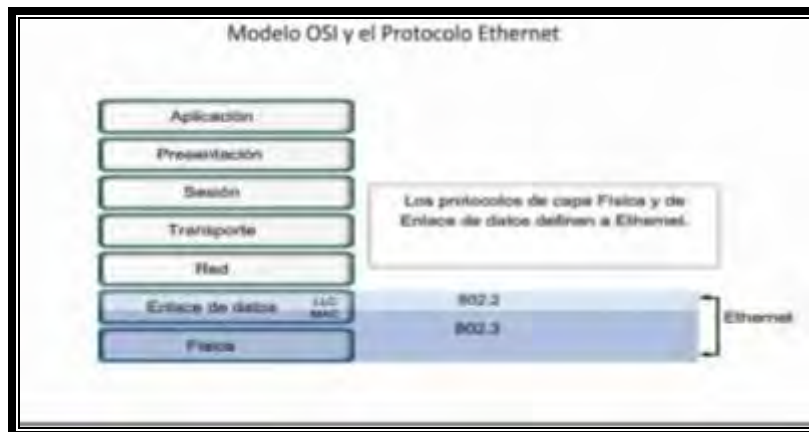 Modelo OSI y el Protocolo Ethernet
Aplicación
Presentación
Sesión
Los protocolos de capa Física y de
Enlace de datos definen a Ethernet.
Transporte
Red
Enlace de datos
LLC
MAC
802.2
802.3
Ethernet
Física